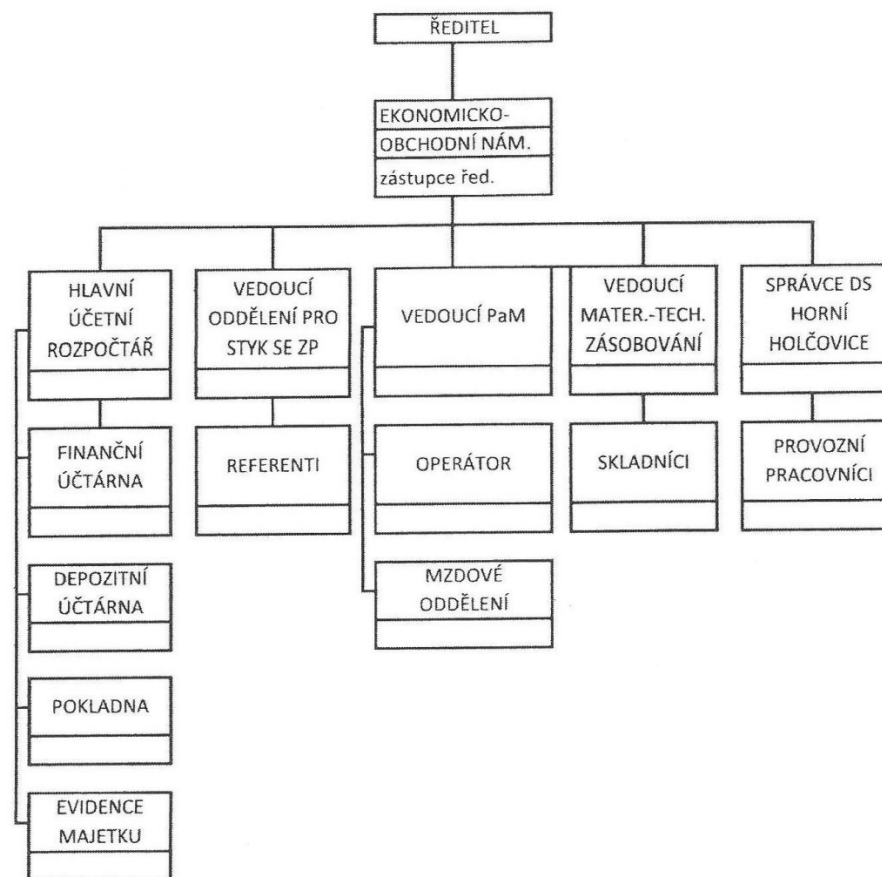 ŘEDITEL
EKONOMICKO-
OBCHODNÍ NÁM.
zástupce řed.
HLAVNÍ
ÚČETNÍ
ROZPOČTÁŘ
VEDOUCÍ
ODDĚLENÍ PRO
STYK SE ZP
VEDOUCÍ PaM
VEDOUCÍ
MATER.-TECH.
ZÁSOBOVÁNÍ
SPRÁVCE DS
HORNÍ
HOLČOVICE
FINANČNÍ
ÚČTÁRNA
REFERENTI
OPERÁTOR
SKLADNÍCI
PROVOZNÍ
PRACOVNÍCI
DEPOZITNÍ
ÚČTÁRNA
MZDOVÉ
ODDĚLENÍ
POKLADNA
EVIDENCE
MAJETKU